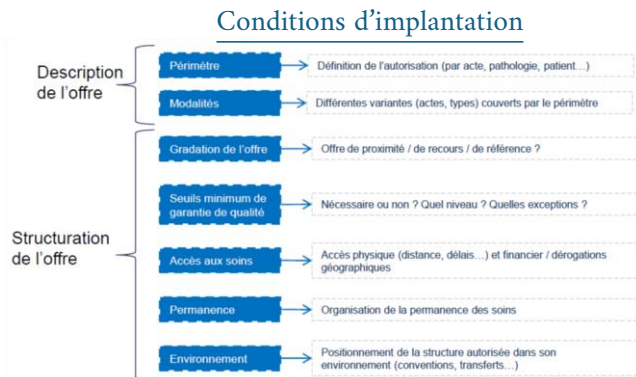 Conditions d’implantation
Description
de l’offre
Périmètre
Définition de l’autorisation (par acte, pathologie, patient…)
Modalités
Différentes variantes (actes, types) couverts par le périmètre
Structuration
de l’offre
Gradation de l’offre
Offre de proximité / de recours / de référence ?
Seuils minimum de
garantie de qualité
Nécessaire ou non ? Quel niveau ? Quelles exceptions ?
Accès aux soins
Accès physique (distance, délais…) et financier / dérogations
géographiques
Permanence
Organisation de la permanence des soins
Environnement
Positionnement de la structure autorisée dans son
environnement (conventions, transferts…)